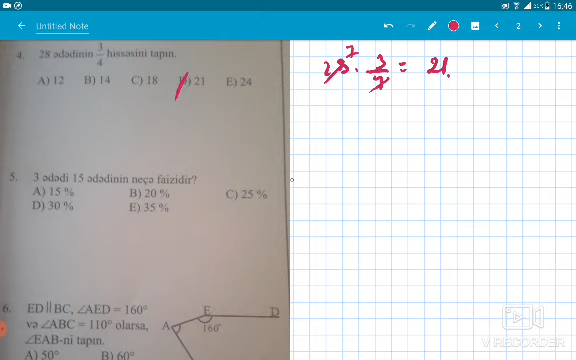 16:46
Untitled Note
2
4. 28 ədədinin 3/4 hissəsini tapın.
A) 12 B) 14 C) 18 D) 21 E) 24
28 7 · 3/4 = 21.
5. 3 ədədi 15 ədədinin neçə faizidir?
A) 15 % B) 20 % C) 25 %
D) 30 % E) 35 %
6. ED||BC, ∠AED = 160°
və ∠ABC = 110° olarsa,
∠EAB-ni tapın.
A) 50° B) 60°
E D
A 160°
V RECORDER